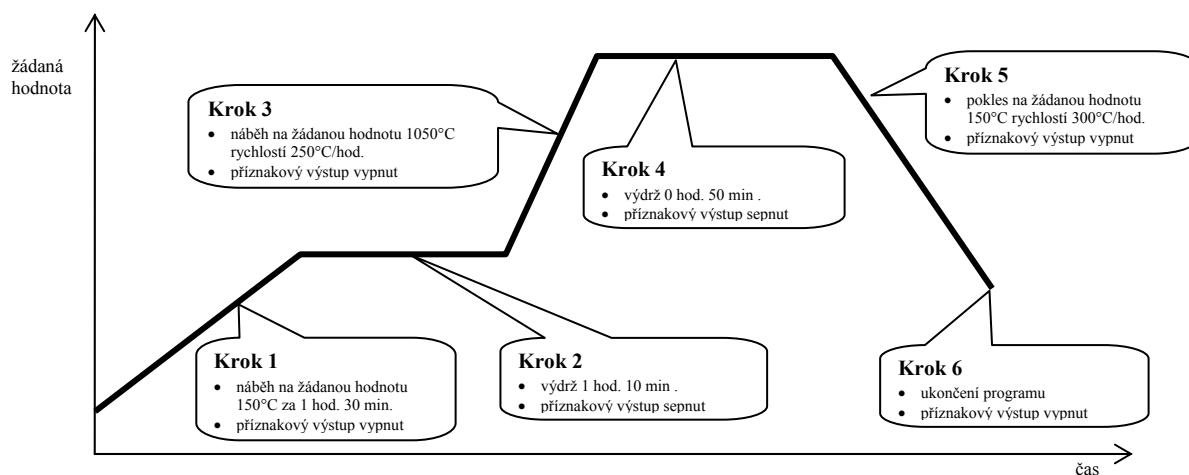 žádaná
hodnota
Krok 3
• náběh na žádanou hodnotu 1050°C
rychlostí 250°C/hod.
• příznakový výstup vypnut
Krok 5
• pokles na žádanou hodnotu
150°C rychlostí 300°C/hod.
• příznakový výstup vypnut
Krok 4
• výdrž 0 hod. 50 min .
• příznakový výstup sepnut
Krok 1
• náběh na žádanou hodnotu
150°C za 1 hod. 30 min.
• příznakový výstup vypnut
Krok 2
• výdrž 1 hod. 10 min .
• příznakový výstup sepnut
Krok 6
• ukončení programu
• příznakový výstup vypnut
čas